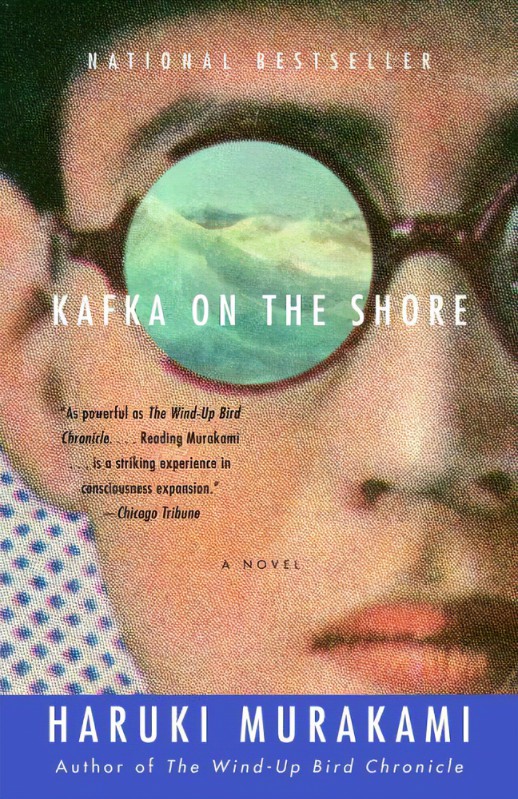 NATIONAL BESTSELLER
KAFKA ON THE SHORE
"As powerful as The Wind-Up Bird
Chronicle. . . . Reading Murakami
. . . is a striking experience in
consciousness expansion."
—Chicago Tribune
A NOVEL
HARUKI MURAKAMI
Author of The Wind-Up Bird Chronicle